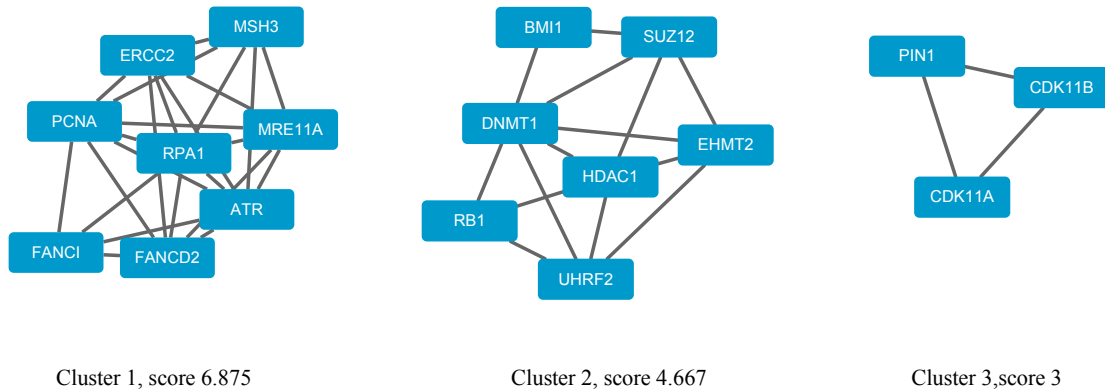 MSH3
ERCC2
PCNA
MRE11A
RPA1
ATR
FANCI
FANCD2
Cluster 1, score 6.875
BMI1
SUZ12
DNMT1
EHMT2
HDAC1
RB1
UHRF2
Cluster 2, score 4.667
PIN1
CDK11B
CDK11A
Cluster 3,score 3